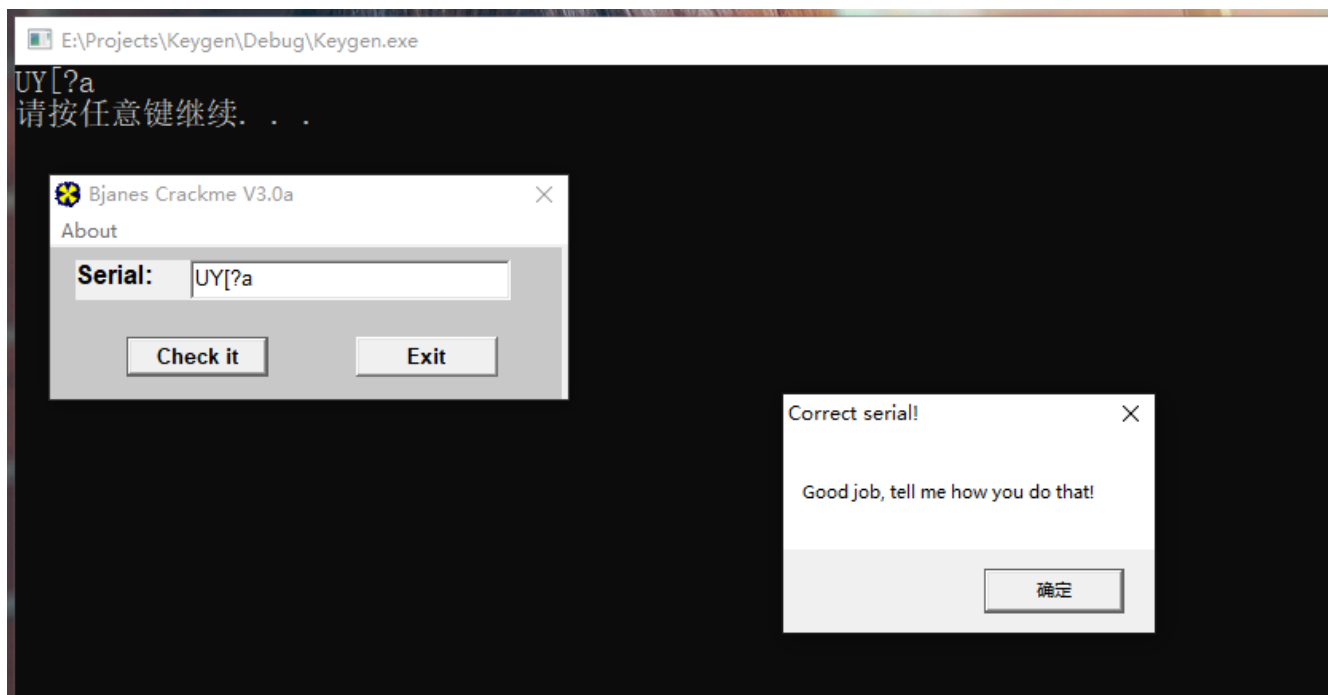 E:\Projects\Keygen\Debug\Keygen.exe
UY[?a
请按任意键继续. . .
Bjanes Crackme V3.0a
About
Serial:
UY[?a
Check it
Exit
Correct serial!
Good job, tell me how you do that!
确定